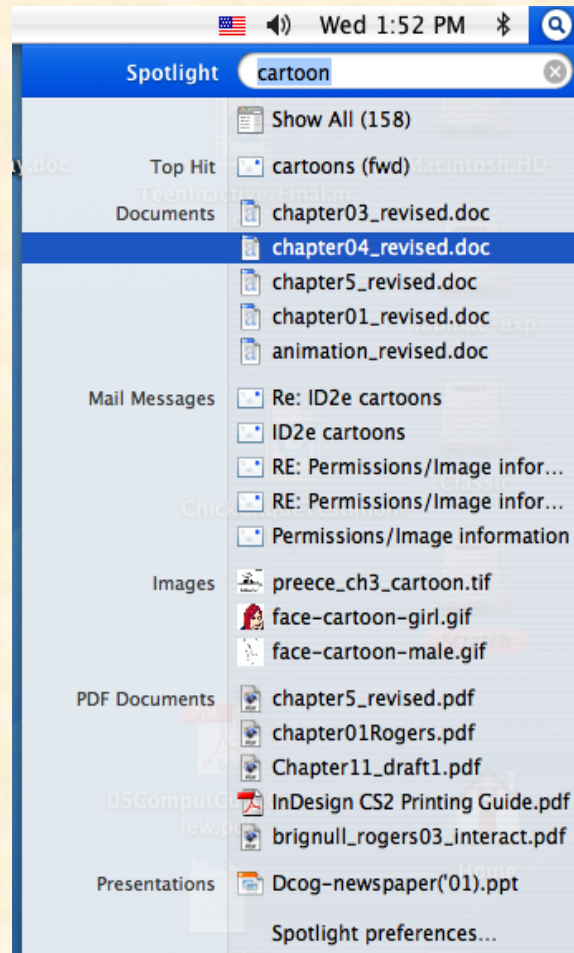 Wed 1:52 PM
Spotlight cartoon
Show All (158)
Top Hit cartoons (fwd)
Documents chapter03_revised.doc
chapter04_revised.doc
chapter5_revised.doc
chapter01_revised.doc
animation_revised.doc
Mail Messages Re: ID2e cartoons
ID2e cartoons
RE: Permissions/Image infor...
RE: Permissions/Image infor...
Permissions/Image information
Images preece_ch3_cartoon.tif
face-cartoon-girl.gif
face-cartoon-male.gif
PDF Documents chapter5_revised.pdf
chapter01Rogers.pdf
Chapter11_draft1.pdf
InDesign CS2 Printing Guide.pdf
brignull_rogers03_interact.pdf
Presentations Dcog-newspaper('01).ppt
Spotlight preferences...